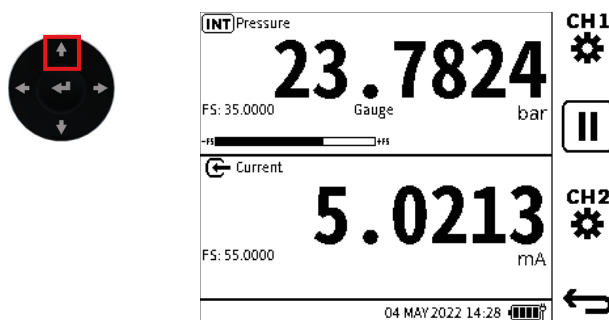 INT Pressure
CH1
23.7824
FS: 35.0000
Gauge
bar
-FS
+FS
Current
CH2
5.0213
FS: 55.0000
mA
04 MAY 2022 14:28